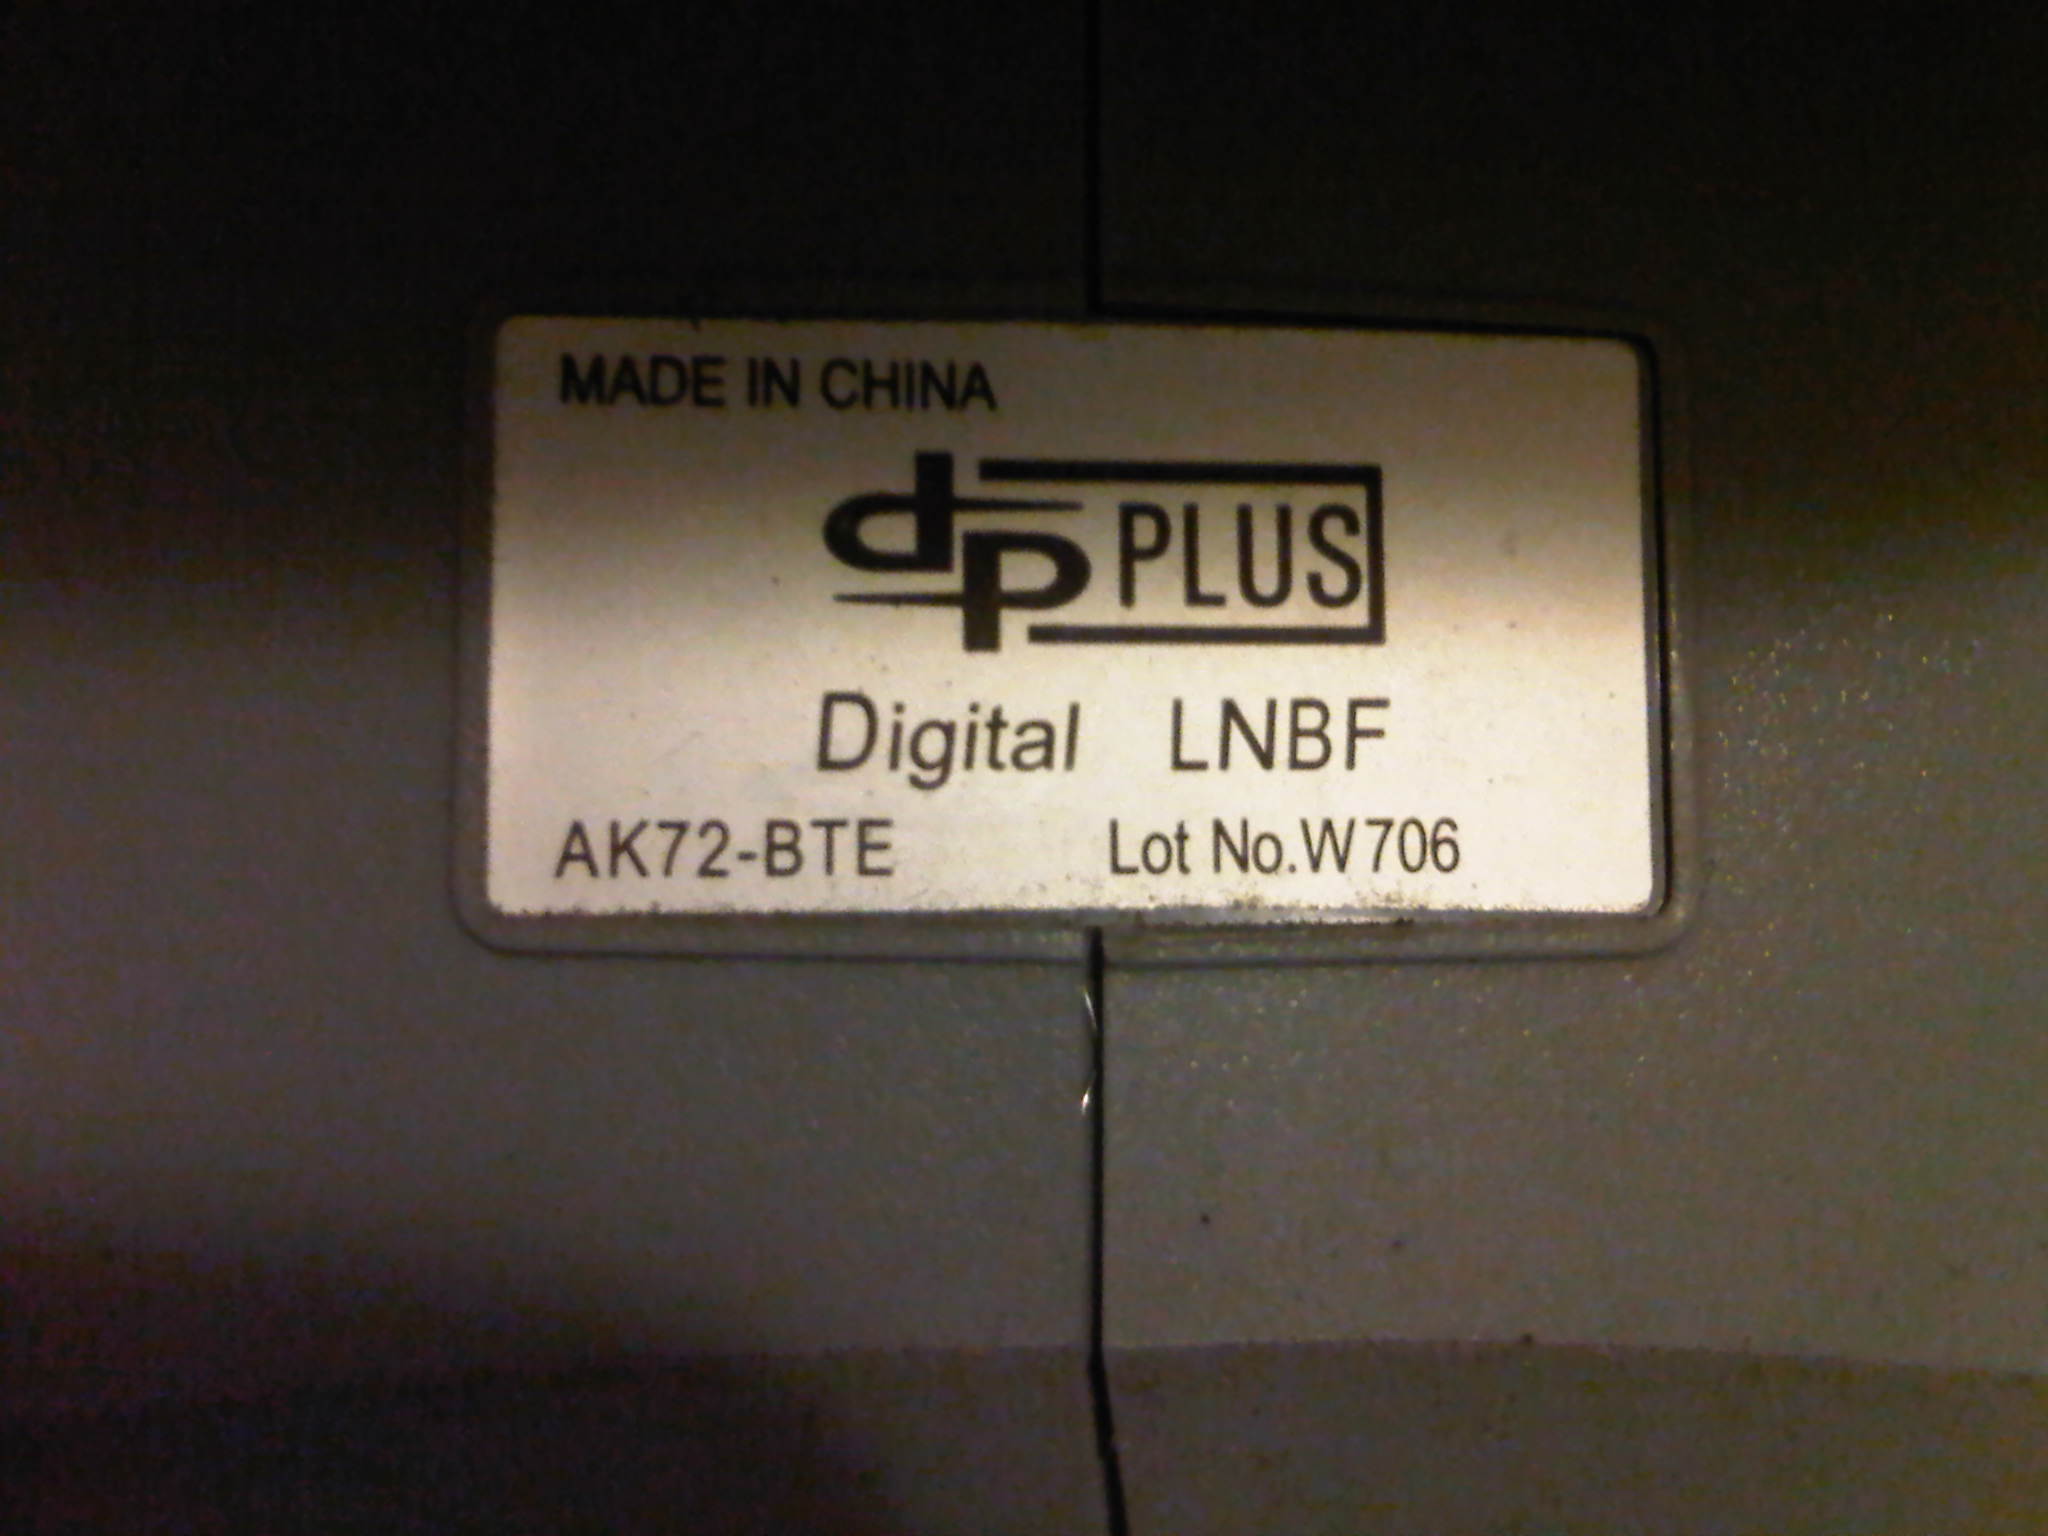 MADE IN CHINA
dp PLUS
Digital LNBF
AK72-BTE Lot No.W706